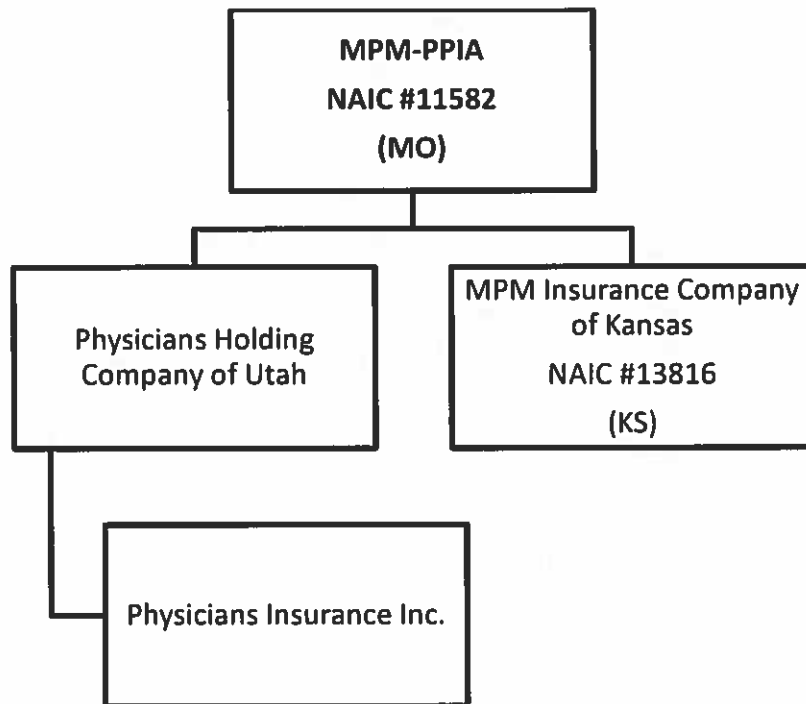 MPM-PPIA
NAIC #11582
(MO)
Physicians Holding
Company of Utah
MPM Insurance Company
of Kansas
NAIC #13816
(KS)
Physicians Insurance Inc.